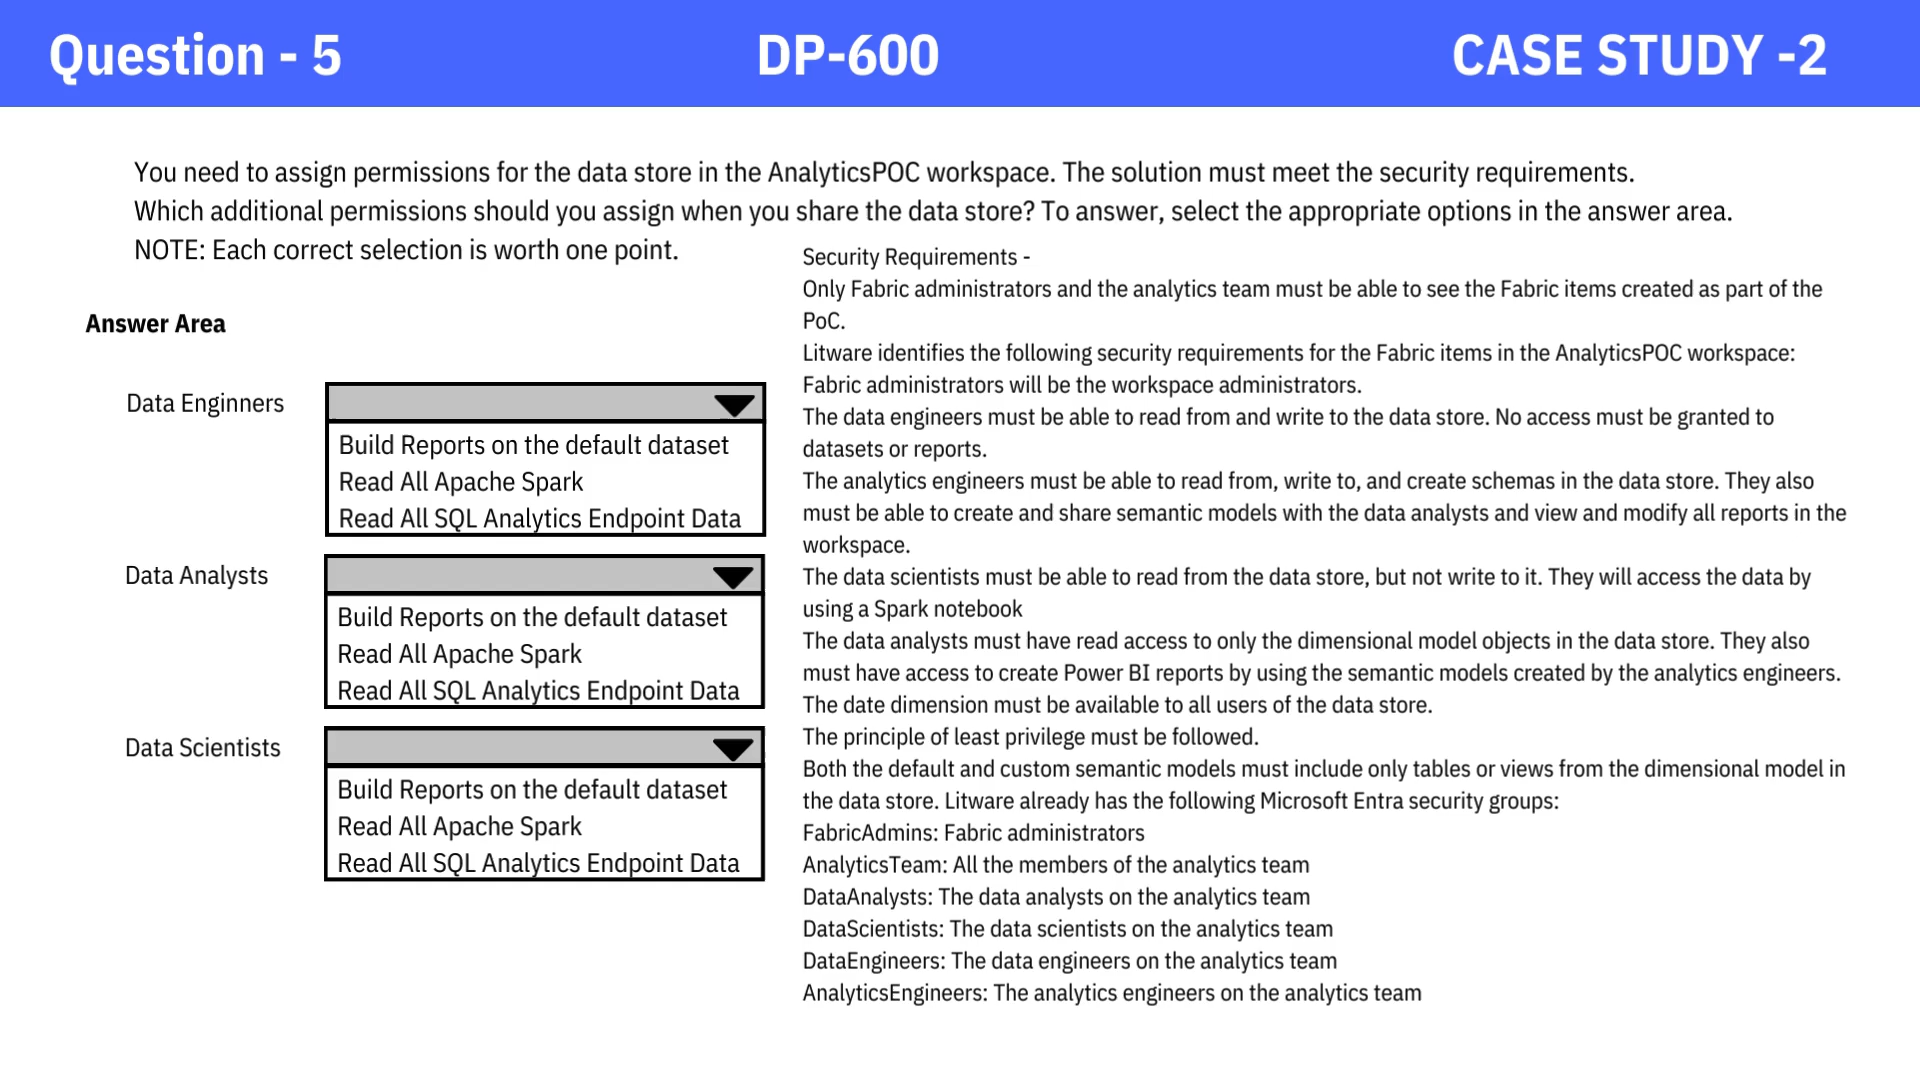 Question - 5
DP-600
CASE STUDY -2
You need to assign permissions for the data store in the AnalyticsPOC workspace. The solution must meet the security requirements.
Which additional permissions should you assign when you share the data store? To answer, select the appropriate options in the answer area.
NOTE: Each correct selection is worth one point.
Answer Area
Data Enginners
Build Reports on the default dataset
Read All Apache Spark
Read All SQL Analytics Endpoint Data
Data Analysts
Build Reports on the default dataset
Read All Apache Spark
Read All SQL Analytics Endpoint Data
Data Scientists
Build Reports on the default dataset
Read All Apache Spark
Read All SQL Analytics Endpoint Data
Security Requirements -
Only Fabric administrators and the analytics team must be able to see the Fabric items created as part of the
PoC.
Litware identifies the following security requirements for the Fabric items in the AnalyticsPOC workspace:
Fabric administrators will be the workspace administrators.
The data engineers must be able to read from and write to the data store. No access must be granted to
datasets or reports.
The analytics engineers must be able to read from, write to, and create schemas in the data store. They also
must be able to create and share semantic models with the data analysts and view and modify all reports in the
workspace.
The data scientists must be able to read from the data store, but not write to it. They will access the data by
using a Spark notebook
The data analysts must have read access to only the dimensional model objects in the data store. They also
must have access to create Power BI reports by using the semantic models created by the analytics engineers.
The date dimension must be available to all users of the data store.
The principle of least privilege must be followed.
Both the default and custom semantic models must include only tables or views from the dimensional model in
the data store. Litware already has the following Microsoft Entra security groups:
FabricAdmins: Fabric administrators
AnalyticsTeam: All the members of the analytics team
DataAnalysts: The data analysts on the analytics team
DataScientists: The data scientists on the analytics team
DataEngineers: The data engineers on the analytics team
AnalyticsEngineers: The analytics engineers on the analytics team